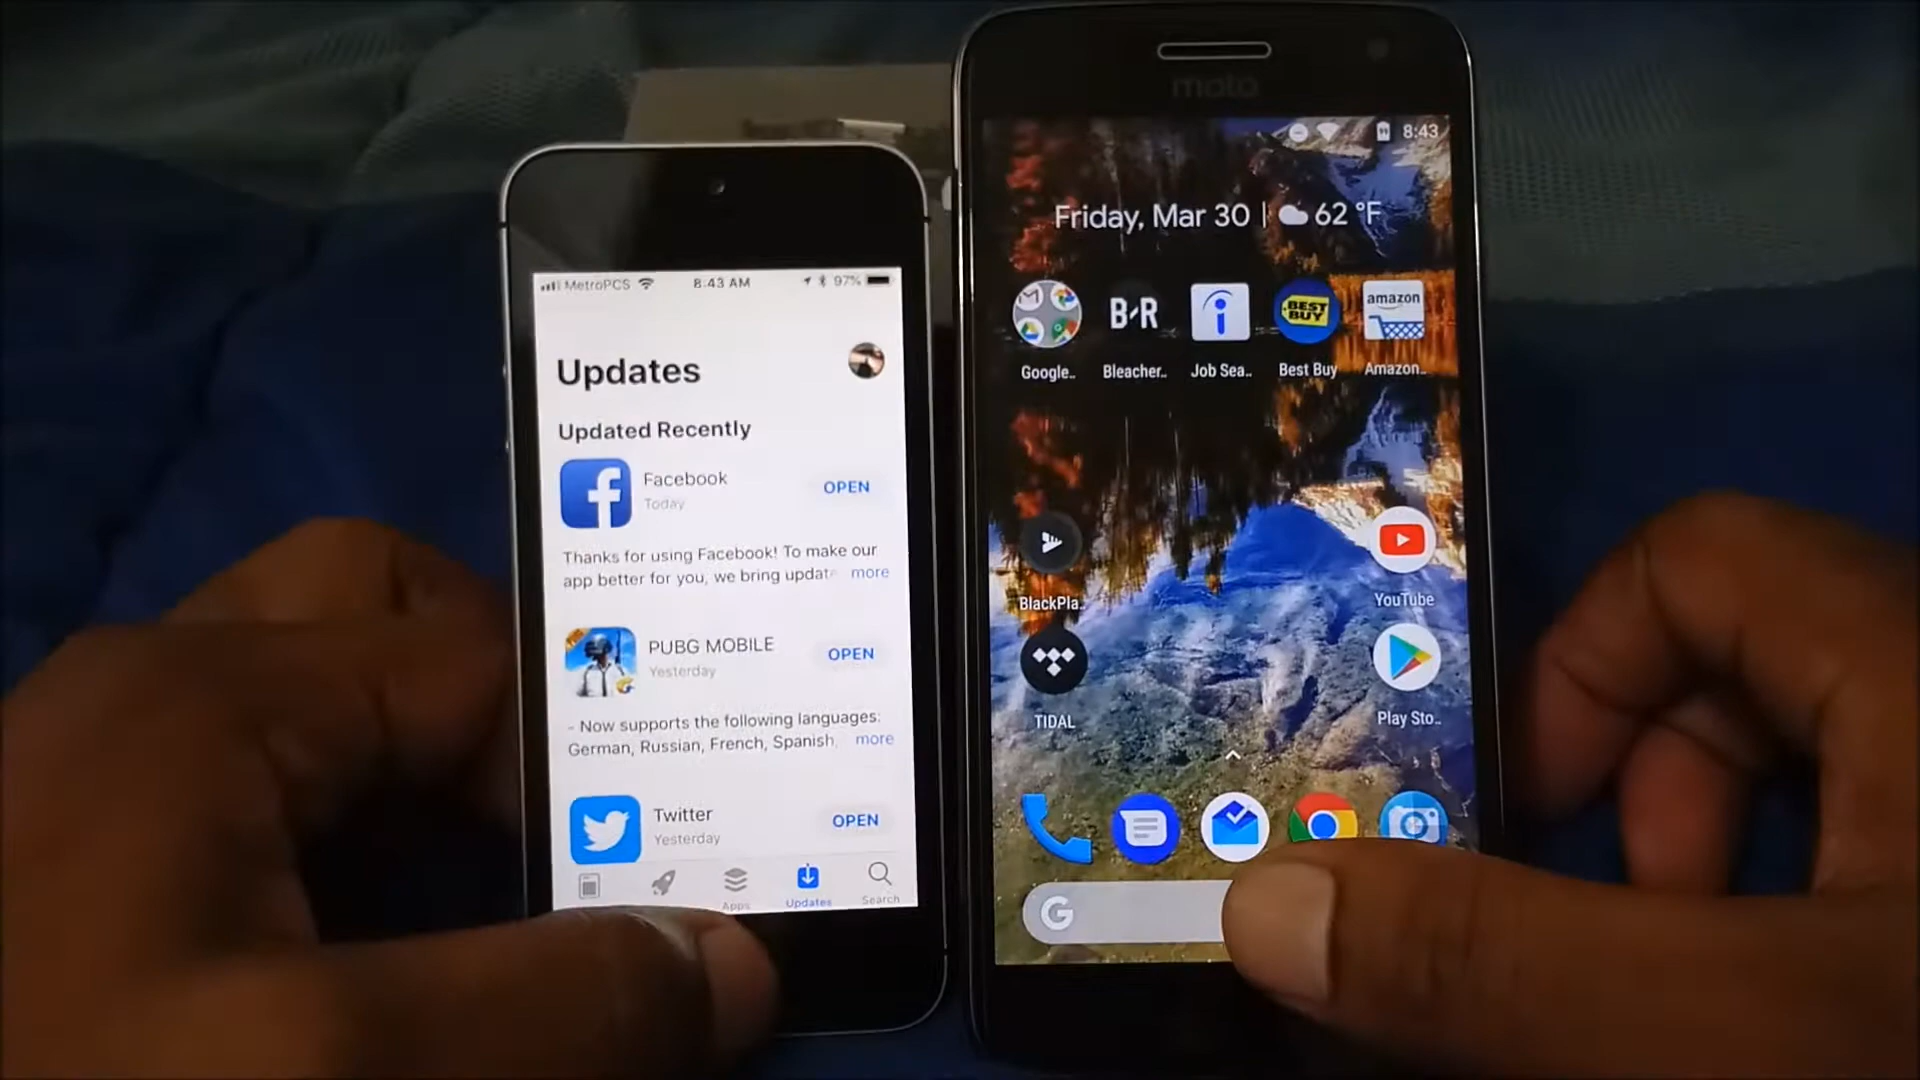 MetroPCS 8:43 AM 97%
Updates
Updated Recently
Facebook
Today
OPEN
Thanks for using Facebook! To make our
app better for you, we bring updat more
PUBG MOBILE
Yesterday
OPEN
- Now supports the following languages:
German, Russian, French, Spanish, more
Twitter
Yesterday
OPEN
Apps Updates Search
moto
8:43
Friday, Mar 30 | 62 °F
B/R
BEST
BUY
amazon
Google.. Bleacher.. Job Sea.. Best Buy Amazon..
BlackPla.. YouTube
TIDAL Play Sto..
G